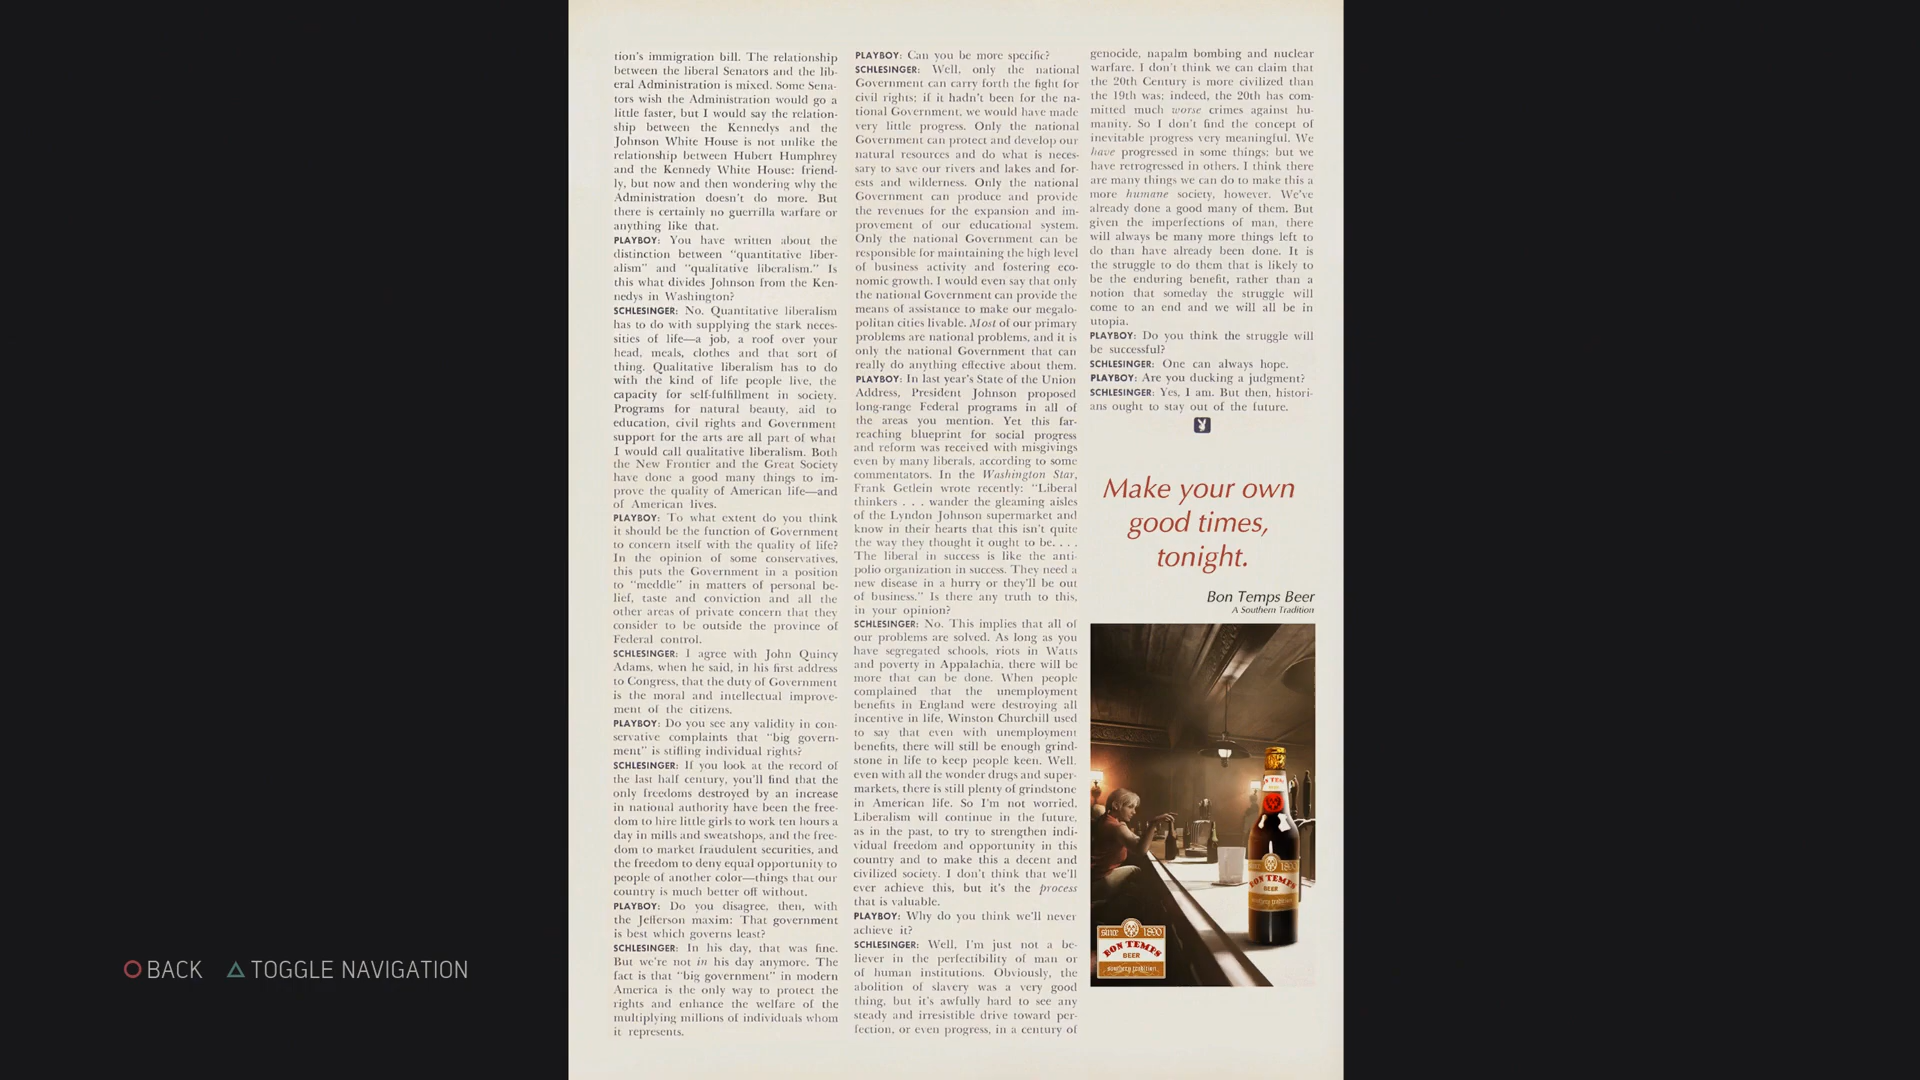 tion's immigration bill. The relationship
between the liberal Senators and the lib-
eral Administration is mixed. Some Sena-
tors wish the Administration would go a
little faster, but I would say the relation-
ship between the Kennedys and the
Johnson White House is not unlike the
relationship between Hubert Humphrey
and the Kennedy White House: friend-
ly, but now and then wondering why the
Administration doesn't do more. But
there is certainly no guerrilla warfare or
anything like that.
PLAYBOY: You have written about the
distinction between "quantitative liber-
alism" and "qualitative liberalism." Is
this what divides Johnson from the Ken-
nedys in Washington?
SCHLESINGER: No. Quantitative liberalism
has to do with supplying the stark neces-
sities of life—a job, a roof over your
head, meals, clothes and that sort of
thing. Qualitative liberalism has to do
with the kind of life people live, the
capacity for self-fulfillment in society.
Programs for natural beauty, aid to
education, civil rights and Government
support for the arts are all part of what
I would call qualitative liberalism. Both
the New Frontier and the Great Society
have done a good many things to im-
prove the quality of American life—and
of American lives.
PLAYBOY: To what extent do you think
it should be the function of Government
to concern itself with the quality of life?
In the opinion of some conservatives,
this puts the Government in a position
to "meddle" in matters of personal be-
lief, taste and conviction and all the
other areas of private concern that they
consider to be outside the province of
Federal control.
SCHLESINGER: I agree with John Quincy
Adams, when he said, in his first address
to Congress, that the duty of Government
is the moral and intellectual improve-
ment of the citizens.
PLAYBOY: Do you see any validity in con-
servative complaints that "big govern-
ment" is stifling individual rights?
SCHLESINGER: If you look at the record of
the last half century, you'll find that the
only freedoms destroyed by an increase
in national authority have been the free-
dom to hire little girls to work ten hours a
day in mills and sweatshops, and the free-
dom to market fraudulent securities, and
the freedom to deny equal opportunity to
people of another color—things that our
country is much better off without.
PLAYBOY: Do you disagree, then, with
the Jefferson maxim: That government
is best which governs least?
SCHLESINGER: In his day, that was fine.
But we're not in his day anymore. The
fact is that "big government" in modern
America is the only way to protect the
rights and enhance the welfare of the
multiplying millions of individuals whom
it represents.
PLAYBOY: Can you be more specific?
SCHLESINGER: Well, only the national
Government can carry forth the fight for
civil rights; if it hadn't been for the na-
tional Government, we would have made
very little progress. Only the national
Government can protect and develop our
natural resources and do what is neces-
sary to save our rivers and lakes and for-
ests and wilderness. Only the national
Government can produce and provide
the revenues for the expansion and im-
provement of our educational system.
Only the national Government can be
responsible for maintaining the high level
of business activity and fostering eco-
nomic growth. I would even say that only
the national Government can provide the
means of assistance to make our megalo-
politan cities livable. Most of our primary
problems are national problems, and it is
only the national Government that can
really do anything effective about them.
PLAYBOY: In last year's State of the Union
Address, President Johnson proposed
long-range Federal programs in all of
the areas you mention. Yet this far-
reaching blueprint for social progress
and reform was received with misgivings
even by many liberals, according to some
commentators. In the Washington Star,
Frank Getlein wrote recently: "Liberal
thinkers . . . wander the gleaming aisles
of the Lyndon Johnson supermarket and
know in their hearts that this isn't quite
the way they thought it ought to be. . . .
The liberal in success is like the anti-
polio organization in success. They need a
new disease in a hurry or they'll be out
of business." Is there any truth to this,
in your opinion?
SCHLESINGER: No. This implies that all of
our problems are solved. As long as you
have segregated schools, riots in Watts
and poverty in Appalachia, there will be
more that can be done. When people
complained that the unemployment
benefits in England were destroying all
incentive in life, Winston Churchill used
to say that even with unemployment
benefits, there will still be enough grind-
stone in life to keep people keen. Well,
even with all the wonder drugs and super-
markets, there is still plenty of grindstone
in American life. So I'm not worried.
Liberalism will continue in the future,
as in the past, to try to strengthen indi-
vidual freedom and opportunity in this
country and to make this a decent and
civilized society. I don't think that we'll
ever achieve this, but it's the process
that is valuable.
PLAYBOY: Why do you think we'll never
achieve it?
SCHLESINGER: Well, I'm just not a be-
liever in the perfectibility of man or
of human institutions. Obviously, the
abolition of slavery was a very good
thing, but it's awfully hard to see any
steady and irresistible drive toward per-
fection, or even progress, in a century of
genocide, napalm bombing and nuclear
warfare. I don't think we can claim that
the 20th Century is more civilized than
the 19th was; indeed, the 20th has com-
mitted much worse crimes against hu-
manity. So I don't find the concept of
inevitable progress very meaningful. We
have progressed in some things; but we
have retrogressed in others. I think there
are many things we can do to make this a
more humane society, however. We've
already done a good many of them. But
given the imperfections of man, there
will always be many more things left to
do than have already been done. It is
the struggle to do them that is likely to
be the enduring benefit, rather than a
notion that someday the struggle will
come to an end and we will all be in
utopia.
PLAYBOY: Do you think the struggle will
be successful?
SCHLESINGER: One can always hope.
PLAYBOY: Are you ducking a judgment?
SCHLESINGER: Yes, I am. But then, histori-
ans ought to stay out of the future.
Make your own
good times,
tonight.
Bon Temps Beer
A Southern Tradition
BON TEMPS
BEER
since 1800
BON TEMPS
BEER
southern tradition
BACK
TOGGLE NAVIGATION